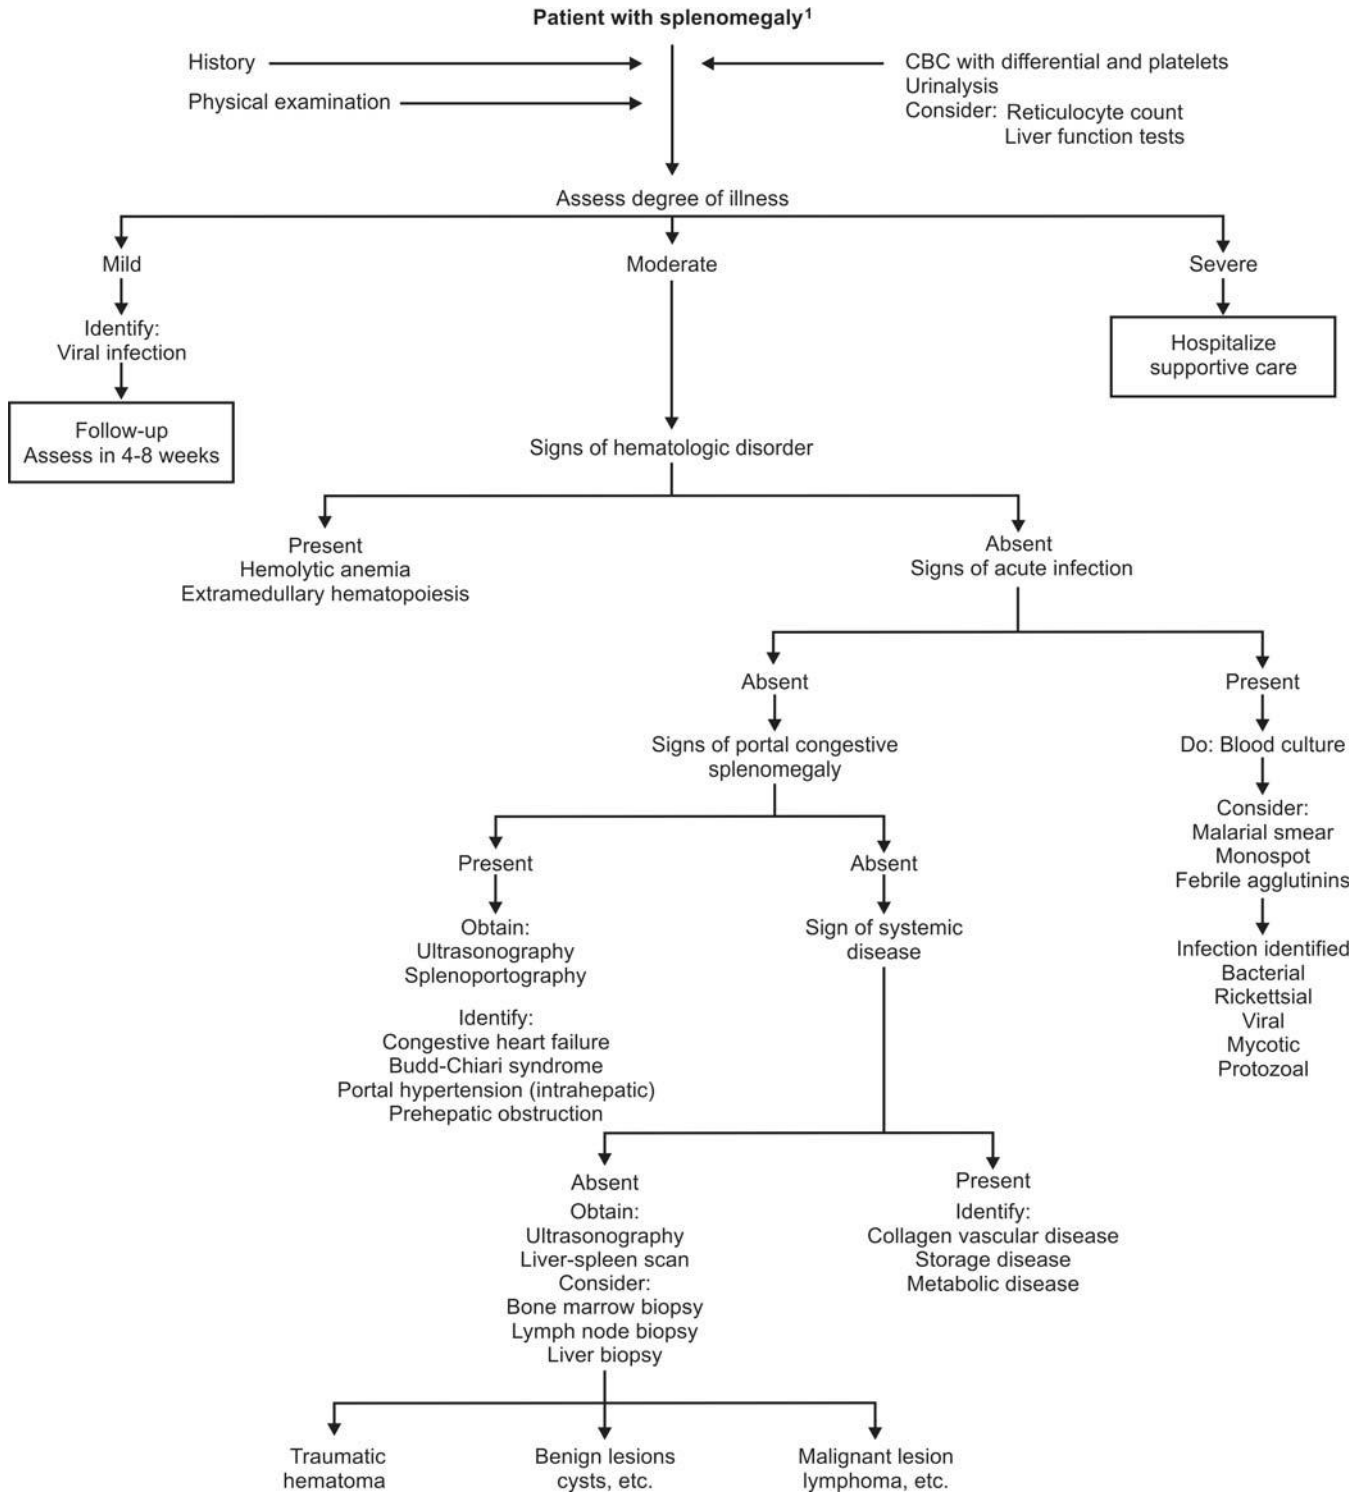 Patient with splenomegaly1
History
Physical examination
CBC with differential and platelets
Urinalysis
Consider: Reticulocyte count
Liver function tests
Assess degree of illness
Mild
Moderate
Severe
Identify:
Viral infection
Hospitalize
supportive care
Follow-up
Assess in 4-8 weeks
Signs of hematologic disorder
Present
Hemolytic anemia
Extramedullary hematopoiesis
Absent
Signs of acute infection
Absent
Present
Signs of portal congestive
splenomegaly
Do: Blood culture
Consider:
Malarial smear
Monospot
Febrile agglutinins
Present
Absent
Obtain:
Ultrasonography
Splenoportography
Sign of systemic
disease
Infection identified
Bacterial
Rickettsial
Viral
Mycotic
Protozoal
Identify:
Congestive heart failure
Budd-Chiari syndrome
Portal hypertension (intrahepatic)
Prehepatic obstruction
Absent
Obtain:
Ultrasonography
Liver-spleen scan
Consider:
Bone marrow biopsy
Lymph node biopsy
Liver biopsy
Present
Identify:
Collagen vascular disease
Storage disease
Metabolic disease
Traumatic
hematoma
Benign lesions
cysts, etc.
Malignant lesion
lymphoma, etc.